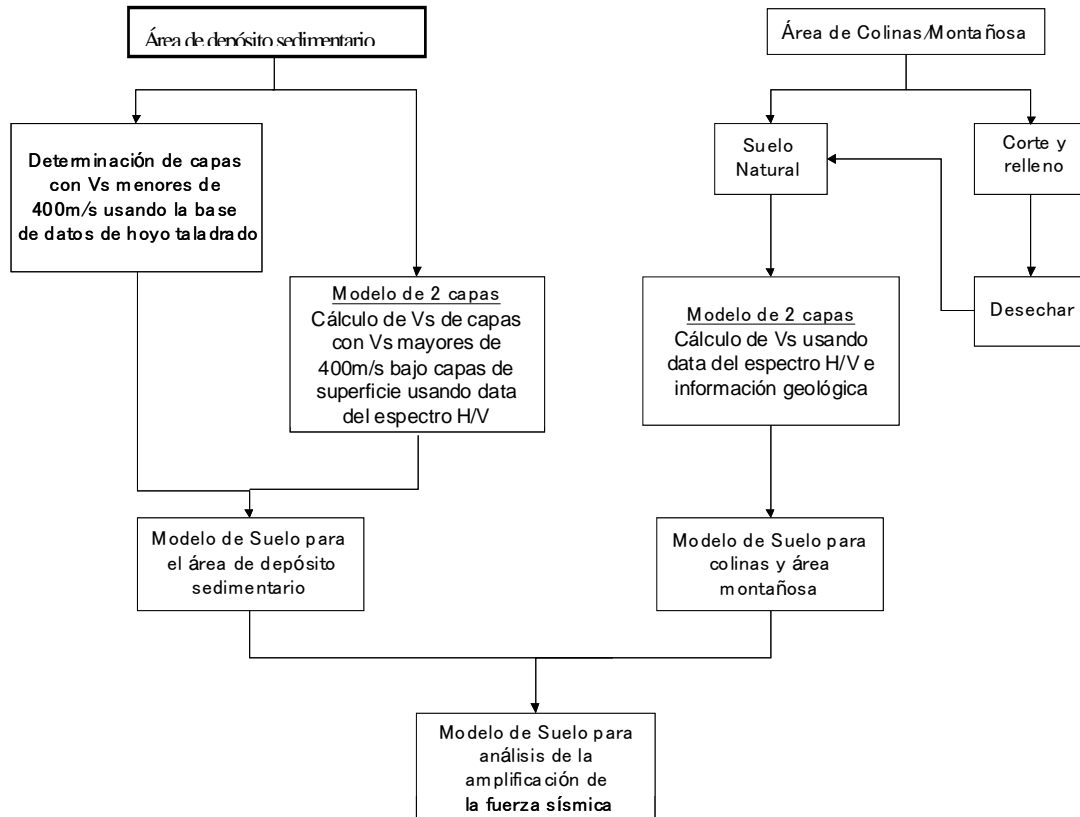 Área de depósito sedimentario
Área de Colinas/Montañosa
Determinación de capas
con Vs menores de
400m/s usando la base
de datos de hoyo taladrado
Suelo
Natural
Corte y
relleno
Modelo de 2 capas
Cálculo de Vs de capas
con Vs mayores de
400m/s bajo capas de
superficie usando data
del espectro H/V
Modelo de 2 capas
Cálculo de Vs usando
data del espectro H/V e
información geológica
Desechar
Modelo de Suelo para
el área de depósito
sedimentario
Modelo de Suelo para
colinas y área
montañosa
Modelo de Suelo para
análisis de la
amplificación de
la fuerza sísmica